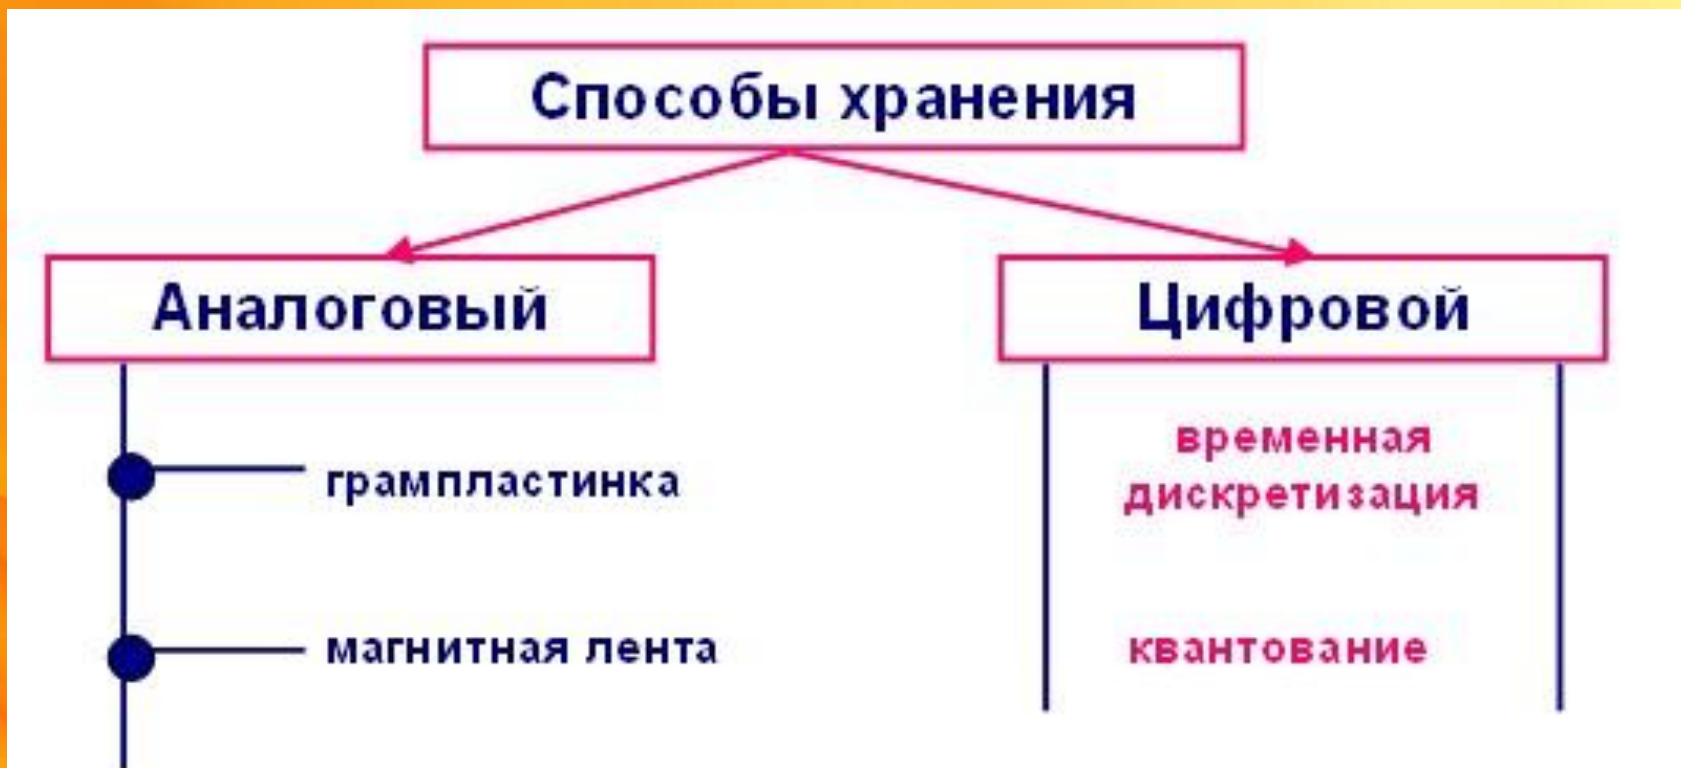 Способы хранения
Аналоговый
грампластинка
магнитная лента
Цифровой
временная
дискретизация
квантование